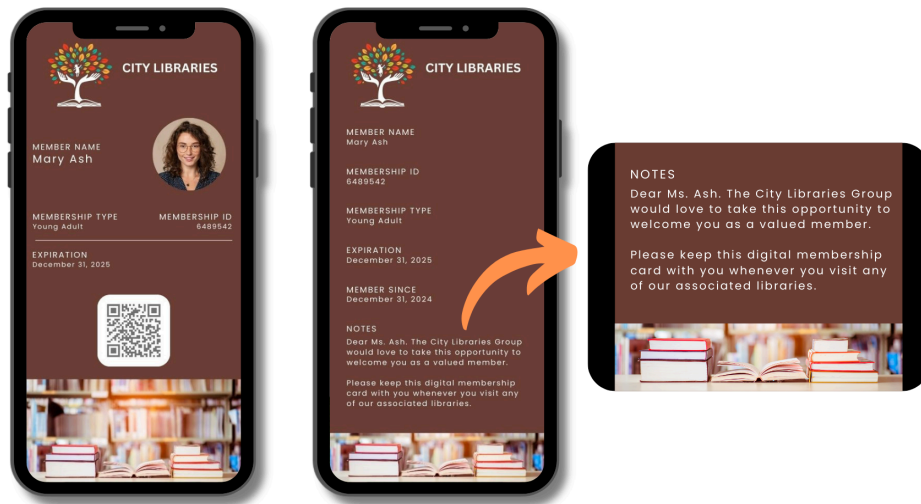 CITY LIBRARIES
MEMBER NAME
Mary Ash
MEMBERSHIP TYPE
Young Adult
MEMBERSHIP ID
6489542
EXPIRATION
December 31, 2025
CITY LIBRARIES
MEMBER NAME
Mary Ash
MEMBERSHIP ID
6489542
MEMBERSHIP TYPE
Young Adult
EXPIRATION
December 31, 2025
MEMBER SINCE
December 31, 2024
NOTES
Dear Ms. Ash. The City Libraries Group
would love to take this opportunity to
welcome you as a valued member.
Please keep this digital membership
card with you whenever you visit any
of our associated libraries.
NOTES
Dear Ms. Ash. The City Libraries Group
would love to take this opportunity to
welcome you as a valued member.
Please keep this digital membership
card with you whenever you visit any
of our associated libraries.